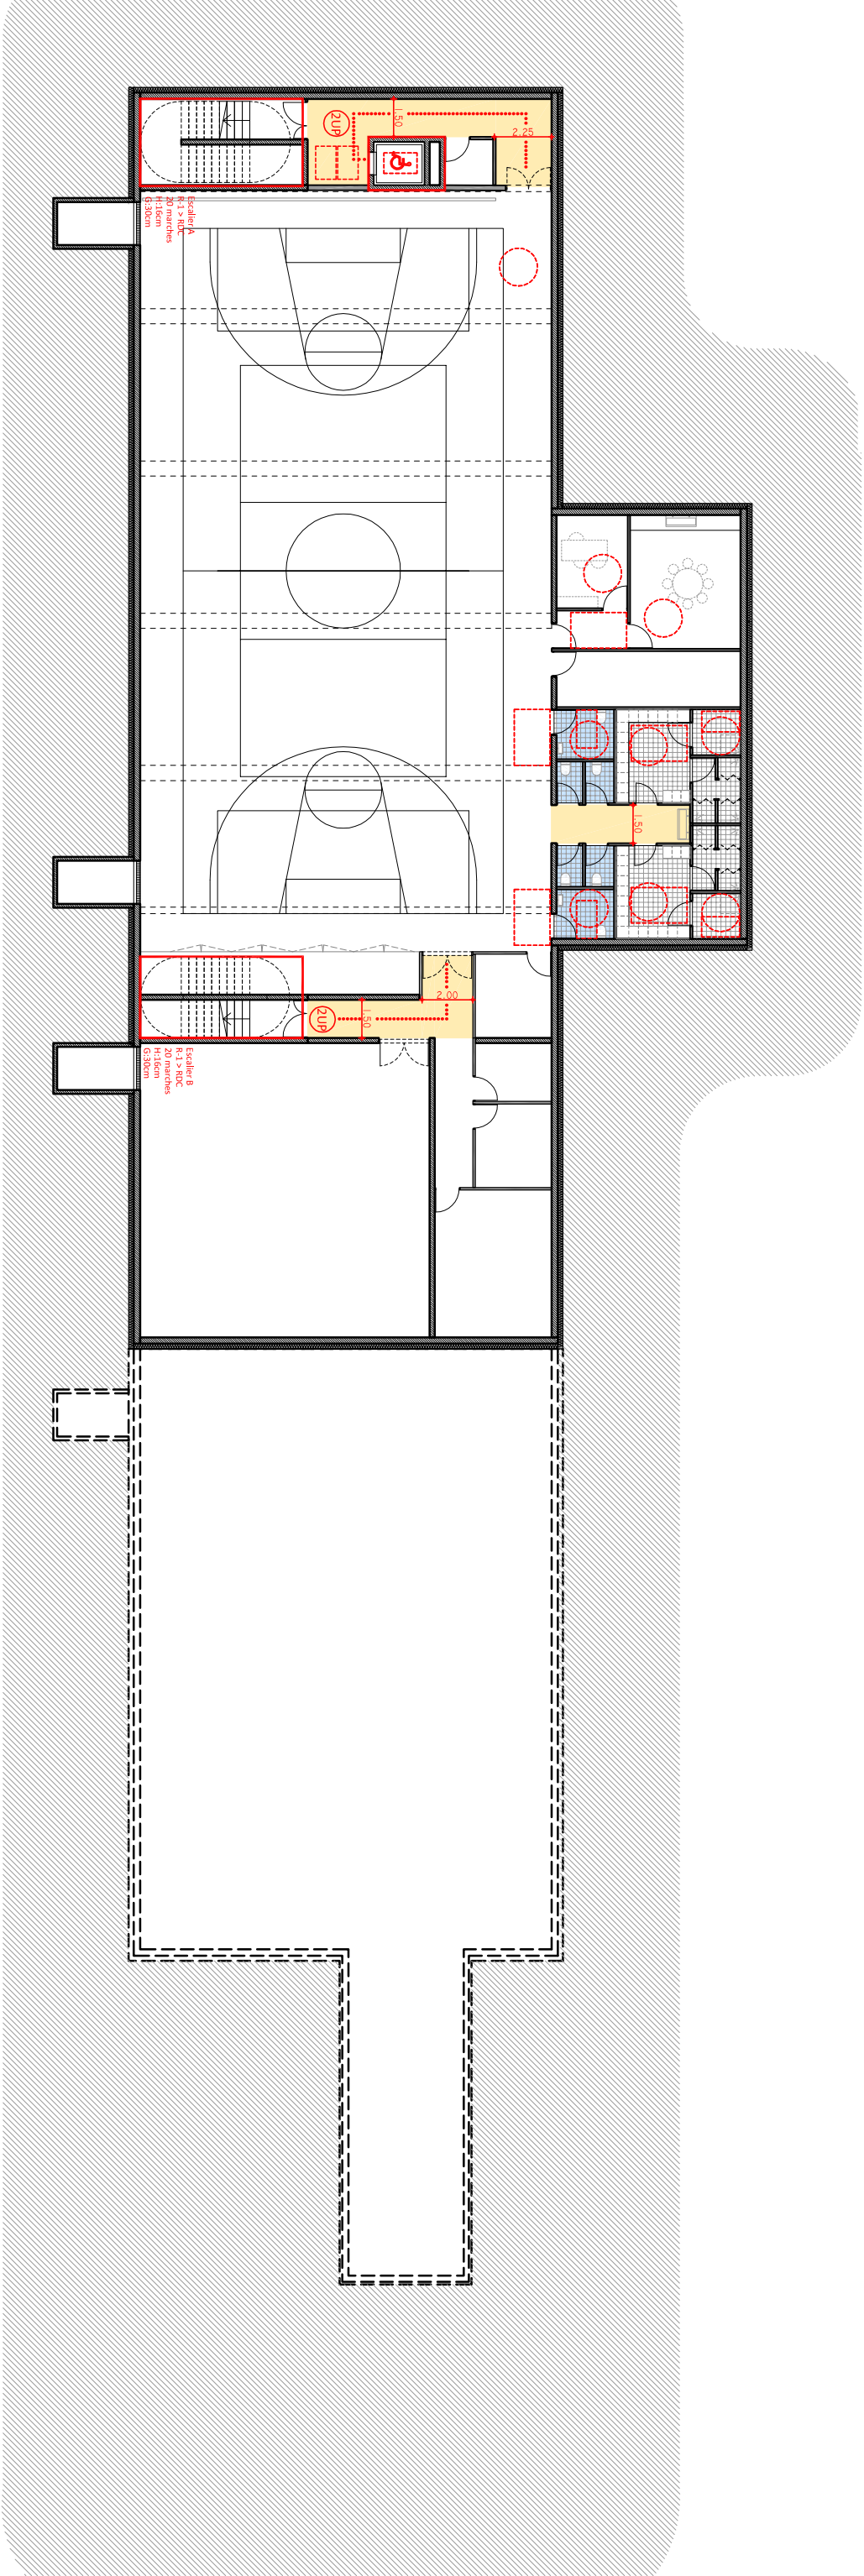 2UP
1.50
2.25
Escalier A
R-1 > RDC
20 marches
H:16cm
G:30cm
1.50
2.00
2UP
1.50
Escalier B
R-1 > RDC
20 marches
H:16cm
G:30cm